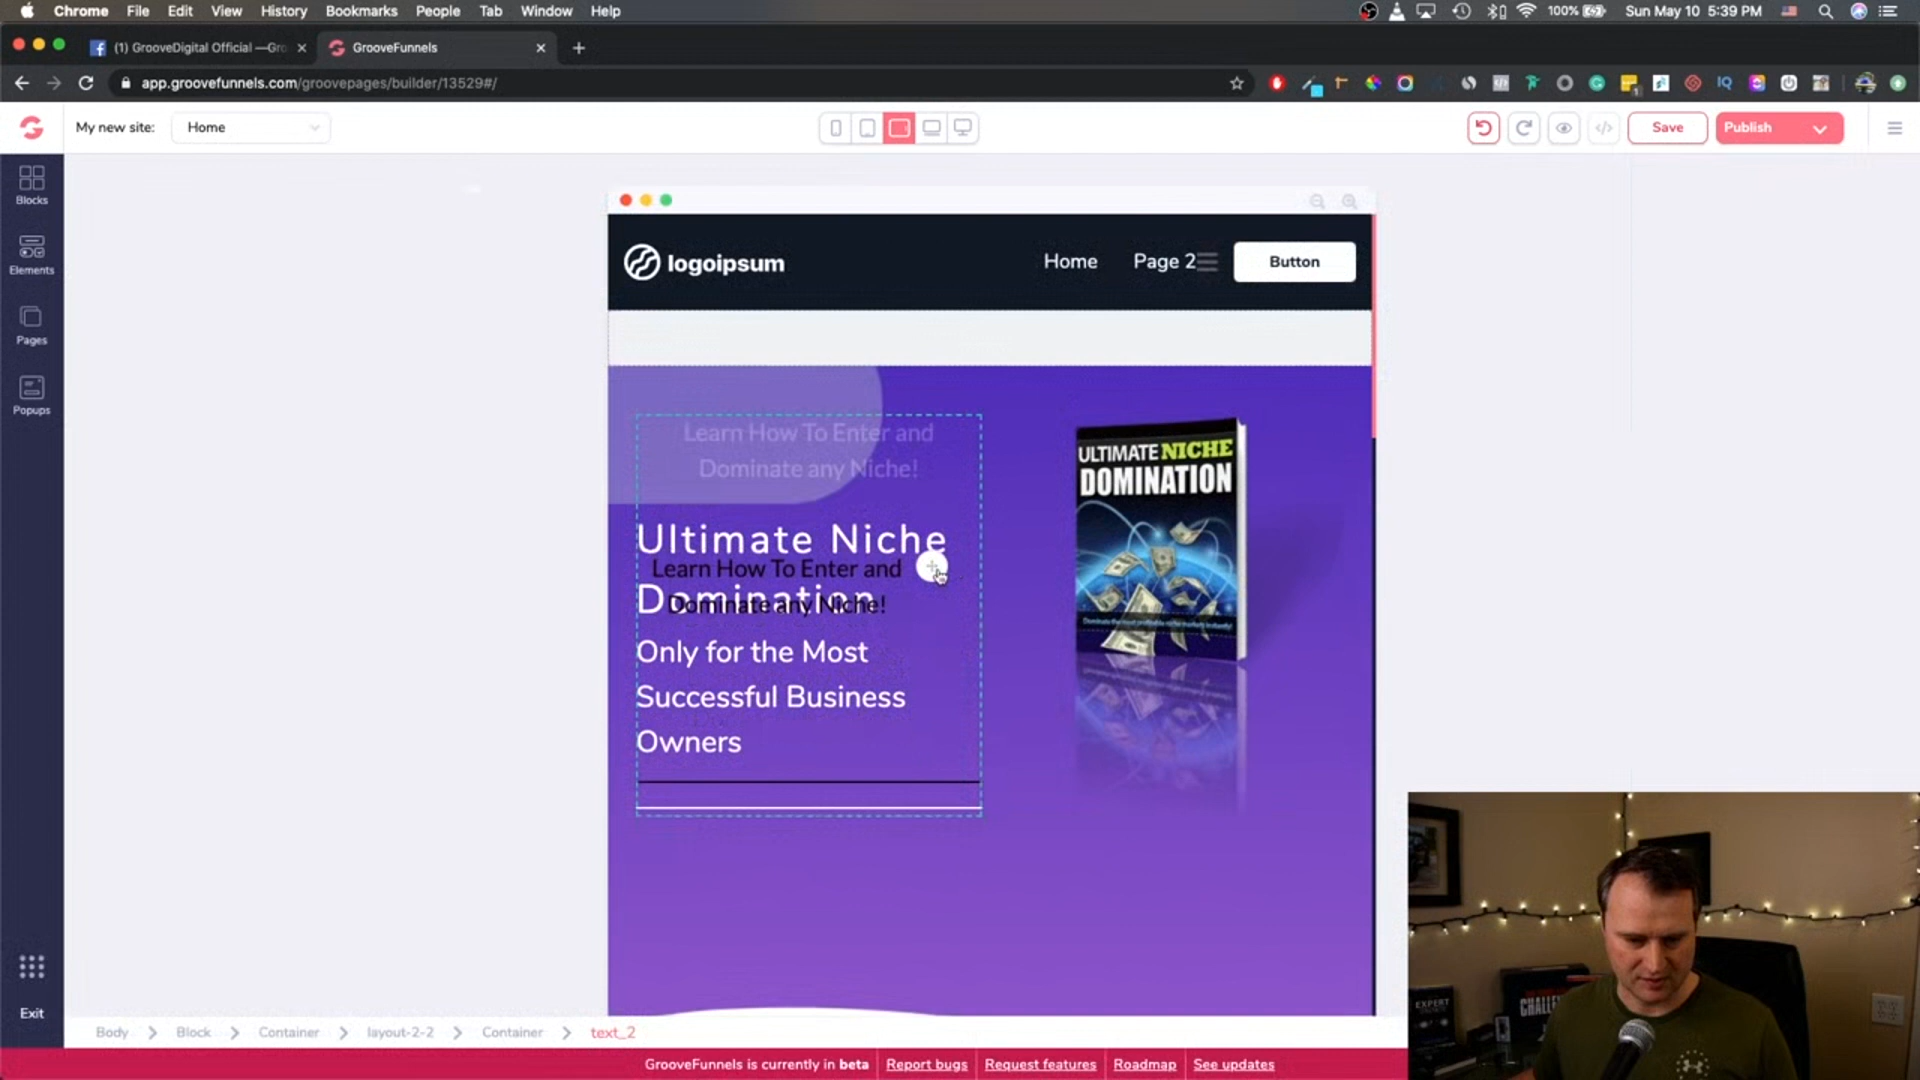 Chrome File Edit View History Bookmarks People Tab Window Help
100% Sun May 10 5:39 PM
(1) GrooveDigital Official —Gro
GrooveFunnels
app.groovefunnels.com/groovepages/builder/13529#/
My new site: Home
Save
Publish
Blocks
Elements
Pages
Popups
Exit
logoipsum
Home Page 2 Button
Learn How To Enter and
Dominate any Niche!
Ultimate Niche
Learn How To Enter and
Domination
Dominate any Niche!
Only for the Most
Successful Business
Owners
ULTIMATE NICHE
DOMINATION
Body Block Container layout-2-2 Container text_2
GrooveFunnels is currently in beta Report bugs Request features Roadmap See updates
EXPERT
CHALLENG